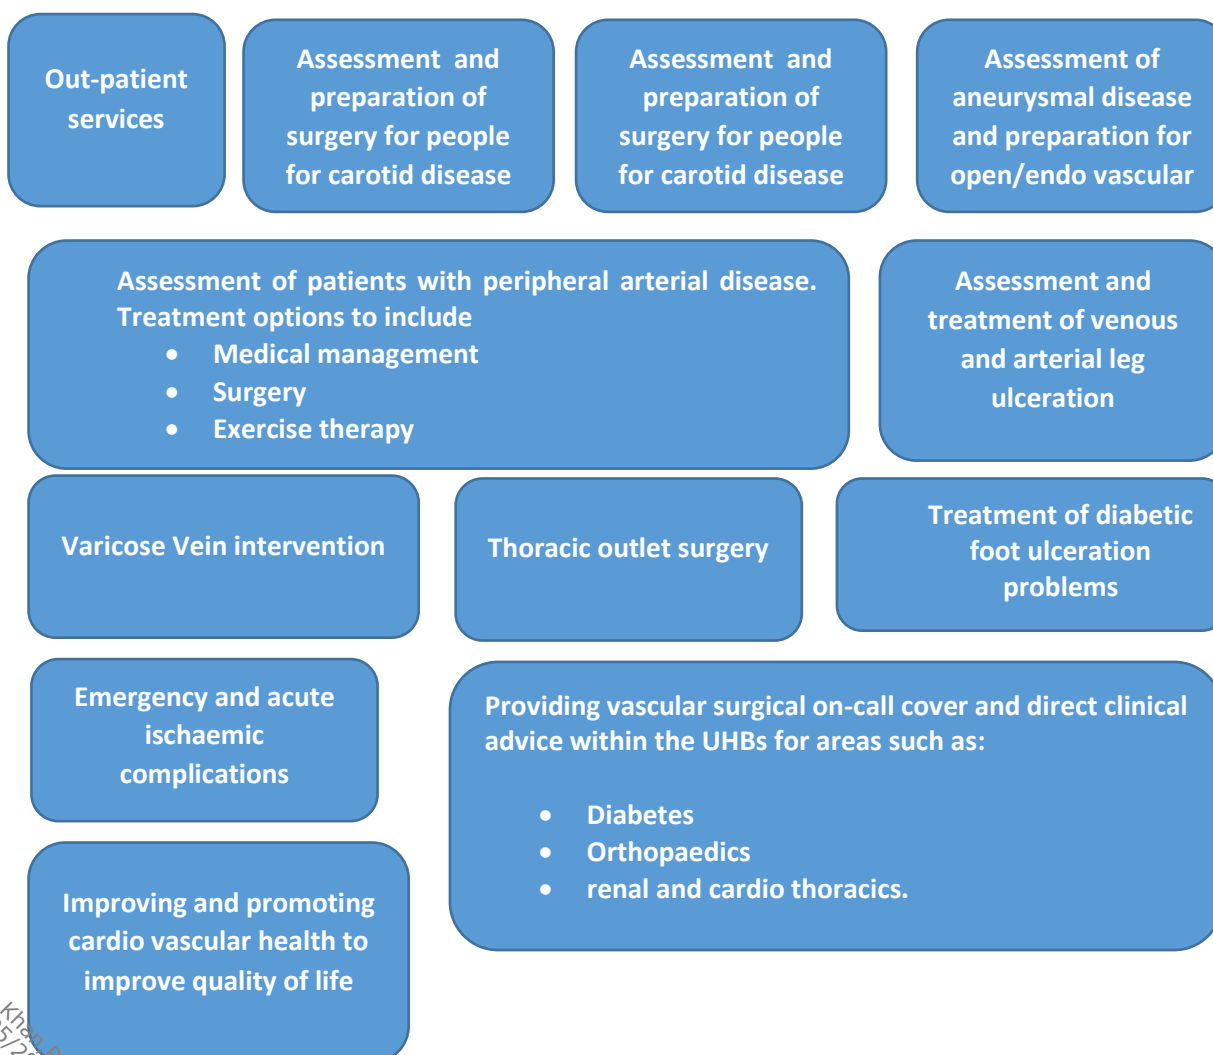 Out-patient
services
Assessment and
preparation of
surgery for people
for carotid disease
Assessment and
preparation of
surgery for people
for carotid disease
Assessment of
aneurysmal disease
and preparation for
open/endo vascular
Assessment of patients with peripheral arterial disease.
Treatment options to include
• Medical management
• Surgery
• Exercise therapy
Assessment and
treatment of venous
and arterial leg
ulceration
Varicose Vein intervention
Thoracic outlet surgery
Treatment of diabetic
foot ulceration
problems
Emergency and acute
ischaemic
complications
Providing vascular surgical on-call cover and direct clinical
advice within the UHBs for areas such as:
• Diabetes
• Orthopaedics
• renal and cardio thoracics.
Improving and promoting
cardio vascular health to
improve quality of life
Khan